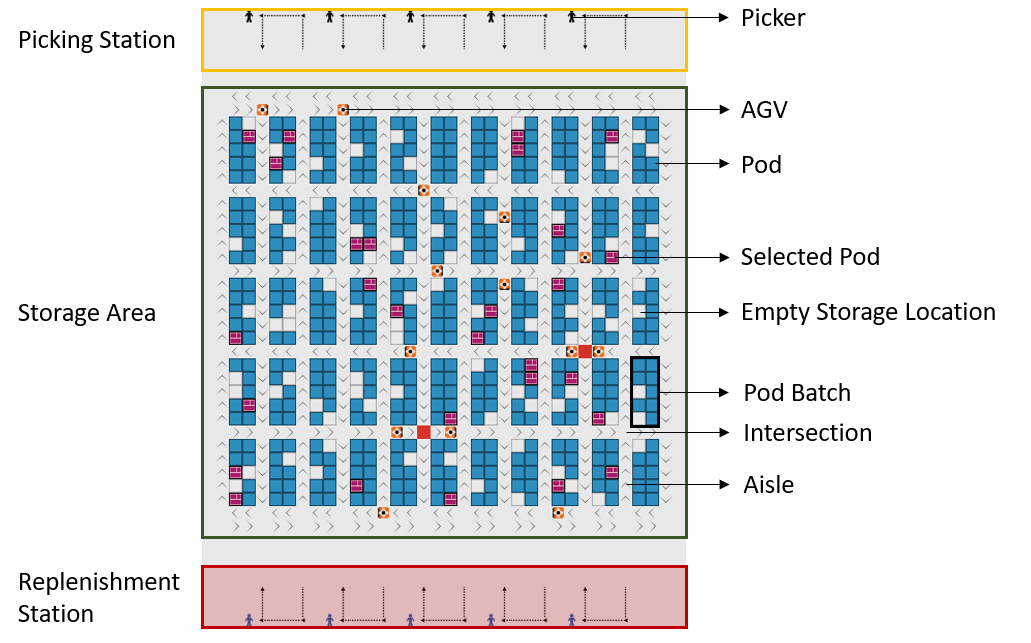 Picking Station
Picker
AGV
Pod
Selected Pod
Storage Area
Empty Storage Location
Pod Batch
Intersection
Aisle
Replenishment
Station